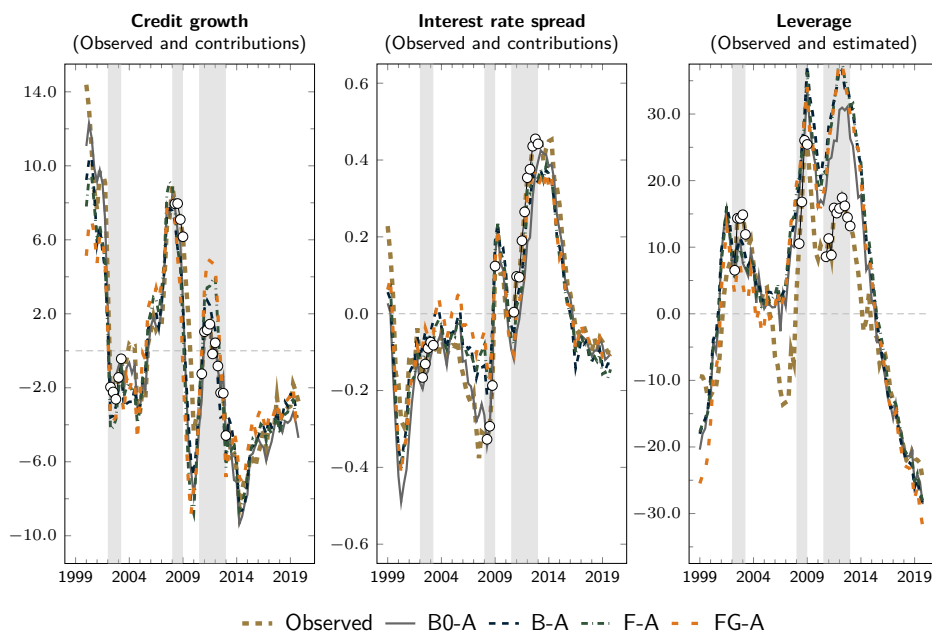 Credit growth
(Observed and contributions)
14.0
10.0
6.0
2.0
−2.0
−6.0
−10.0
1999 2004 2009 2014 2019
Interest rate spread
(Observed and contributions)
0.6
0.4
0.2
0.0
−0.2
−0.4
−0.6
1999 2004 2009 2014 2019
Leverage
(Observed and estimated)
30.0
20.0
10.0
0.0
−10.0
−20.0
−30.0
1999 2004 2009 2014 2019
Observed B0-A B-A F-A FG-A